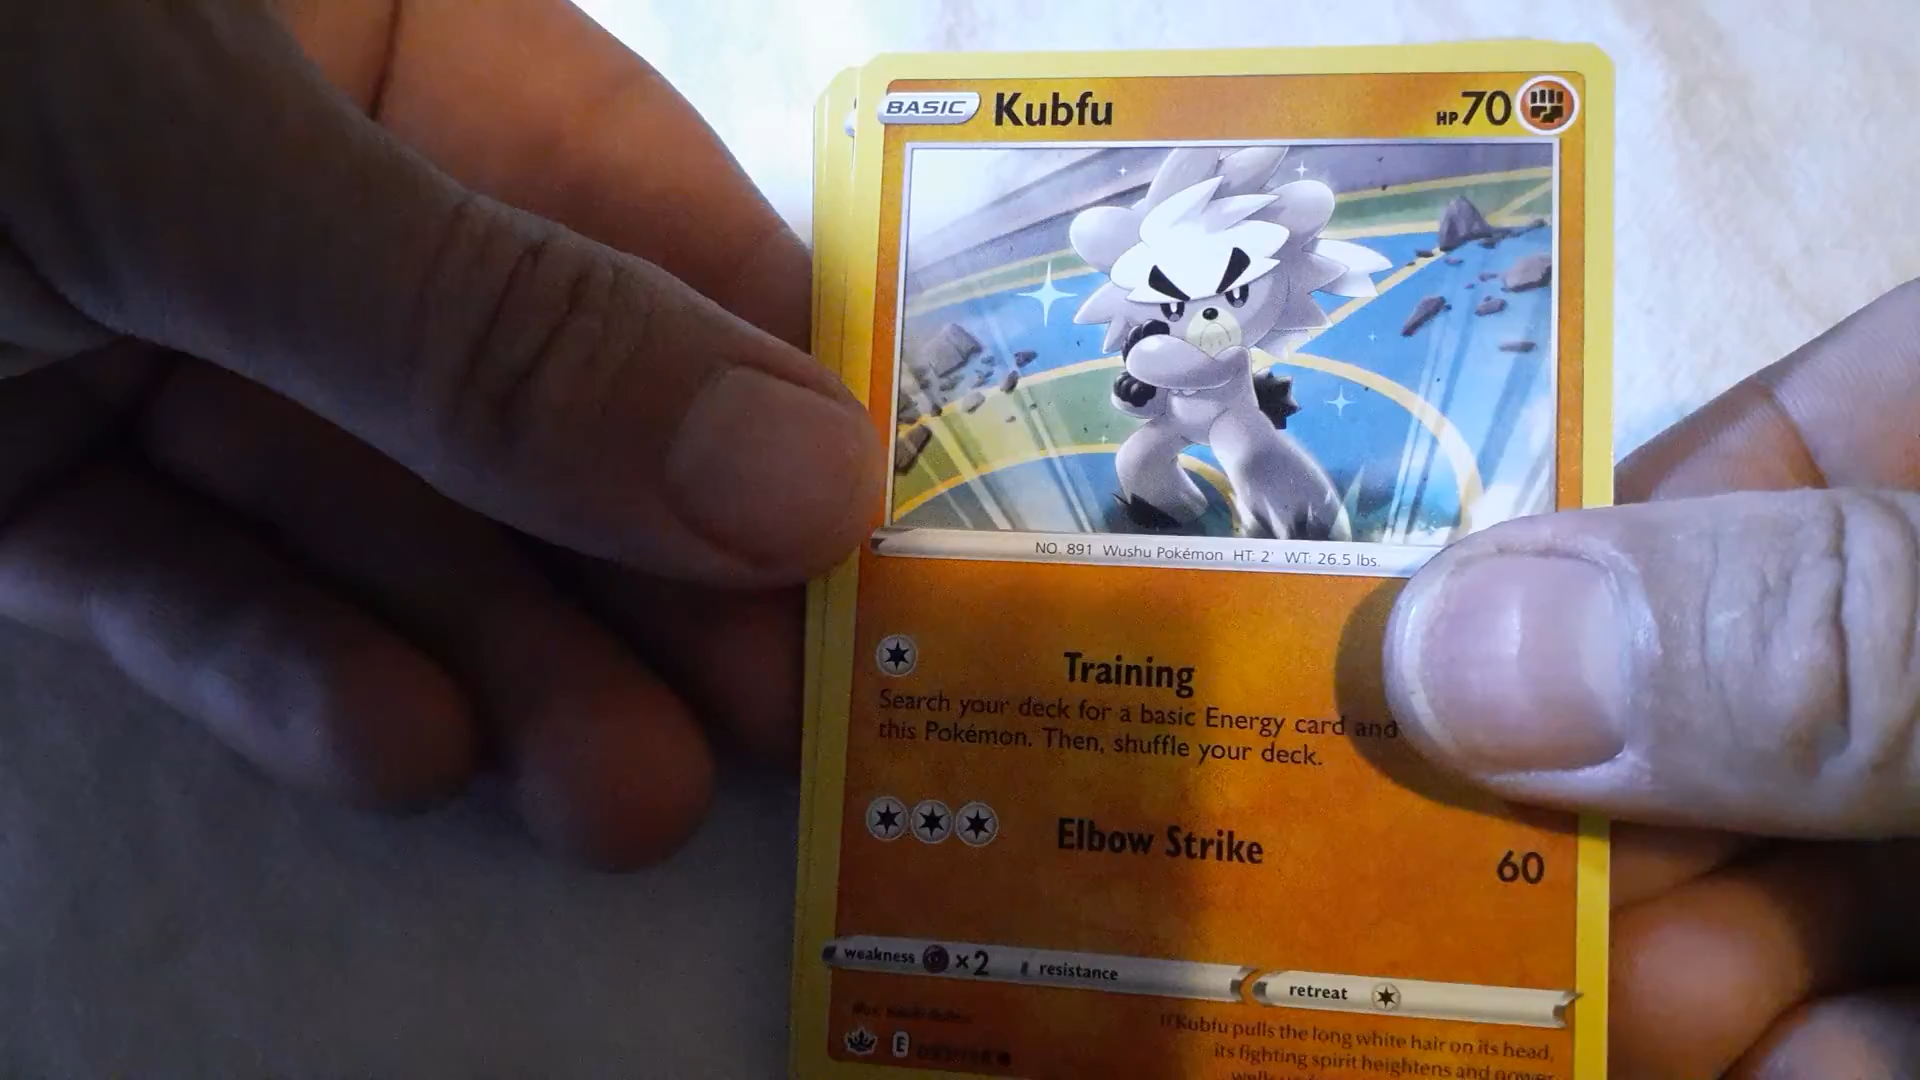 BASIC Kubfu HP 70
NO. 891 Wushu Pokémon HT: 2' WT: 26.5 lbs.
Training
Search your deck for a basic Energy card and
this Pokémon. Then, shuffle your deck.
Elbow Strike 60
weakness ×2 resistance
retreat
If Kubfu pulls the long white hair on its head,
its fighting spirit heightens and power
E